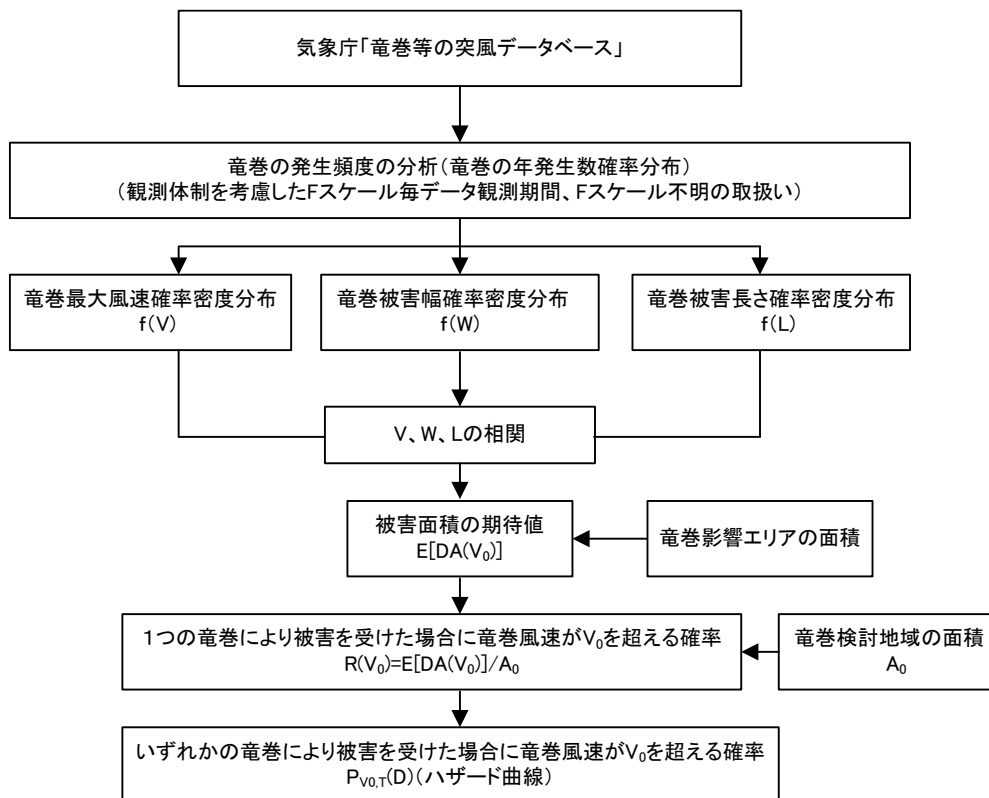 気象庁「竜巻等の突風データベース」
竜巻の発生頻度の分析(竜巻の年発生数確率分布)
(観測体制を考慮したFスケール毎データ観測期間、Fスケール不明の取扱い)
竜巻最大風速確率密度分布
f(V)
竜巻被害幅確率密度分布
f(W)
竜巻被害長さ確率密度分布
f(L)
V、W、Lの相関
被害面積の期待値
E[DA(V₀)]
竜巻影響エリアの面積
1つの竜巻により被害を受けた場合に竜巻風速がV₀を超える確率
R(V₀)=E[DA(V₀)]/A₀
竜巻検討地域の面積
A₀
いずれかの竜巻により被害を受けた場合に竜巻風速がV₀を超える確率
P_{V0,T}(D)(ハザード曲線)